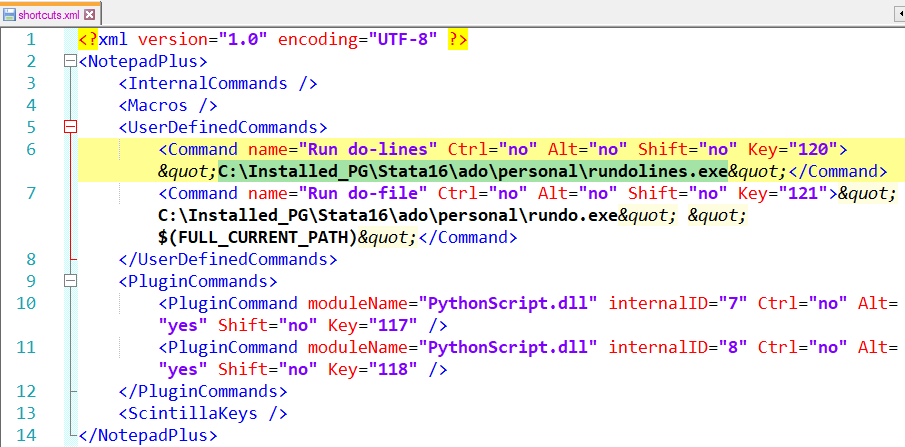 shortcuts.xml
1 <?xml version="1.0" encoding="UTF-8" ?>
2 <NotepadPlus>
3 <InternalCommands />
4 <Macros />
5 <UserDefinedCommands>
6 <Command name="Run do-lines" Ctrl="no" Alt="no" Shift="no" Key="120">
&quot;C:\Installed_PG\Stata16\ado\personal\rundolines.exe&quot;</Command>
7 <Command name="Run do-file" Ctrl="no" Alt="no" Shift="no" Key="121">&quot;
C:\Installed_PG\Stata16\ado\personal\rundo.exe&quot; &quot;
$(FULL_CURRENT_PATH)&quot;</Command>
8 </UserDefinedCommands>
9 <PluginCommands>
10 <PluginCommand moduleName="PythonScript.dll" internalID="7" Ctrl="no" Alt=
"yes" Shift="no" Key="117" />
11 <PluginCommand moduleName="PythonScript.dll" internalID="8" Ctrl="no" Alt=
"yes" Shift="no" Key="118" />
12 </PluginCommands>
13 <ScintillaKeys />
14 </NotepadPlus>